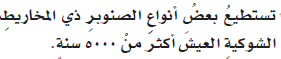 تستطيعُ بعضُ أنواعِ الصنوبرِ ذي المخاريطِ
الشوكيةِ العيشَ أكثرَ منْ ٥٠٠٠ سنةٍ.